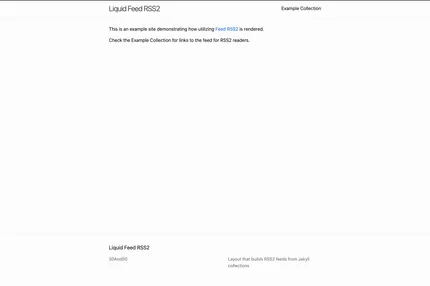 Liquid Feed RSS2
Example Collection
This is an example site demonstrating how utilizing Feed RSS2 is rendered.
Check the Example Collection for links to the feed for RSS2 readers.
Liquid Feed RSS2
Layout that builds RSS2 feeds from Jekyll
collections